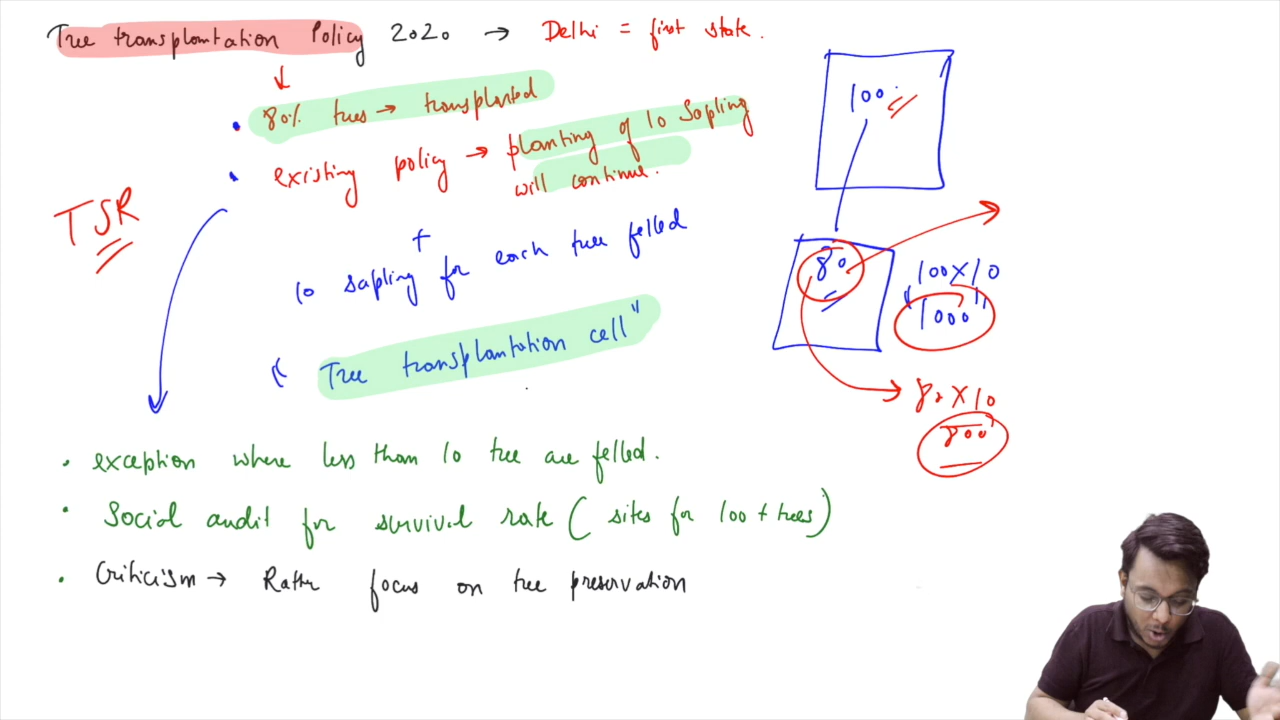 Tree transplantation Policy 2020 → Delhi = first state.
• 80% trees → transplanted
• existing policy → planting of 10 Sapling
will continue.
TSR
+
10 sapling for each tree felled
"Tree transplantation cell"
• exception where less than 10 tree are felled.
• Social audit for survival rate ( sites for 100 + trees)
• Criticism → Rather focus on tree preservation
100
80
100 X 10
1000
80 X 10
800